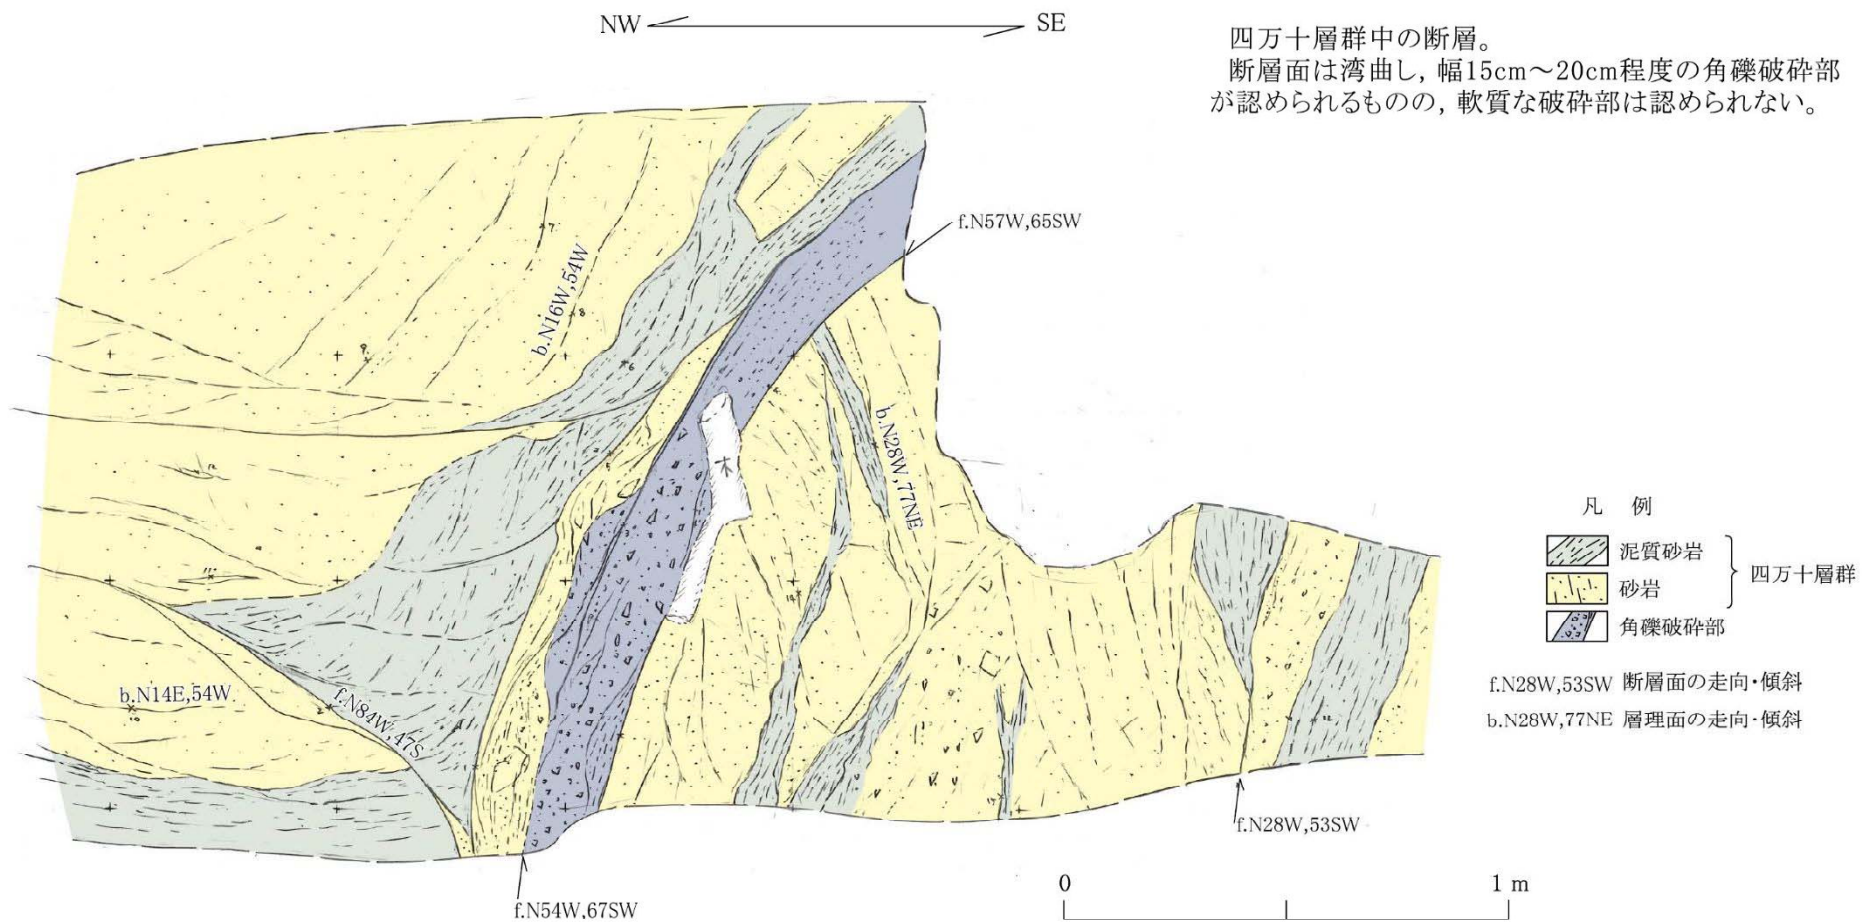 NW SE
四万十層群中の断層。
断層面は湾曲し，幅15cm～20cm程度の角礫破砕部
が認められるものの，軟質な破砕部は認められない。
f.N57W,65SW
b.N16W,54W
木
b.N28W,77NE
b.N14E,54W
f.N84W,47S
f.N28W,53SW
f.N54W,67SW
凡 例
泥質砂岩
砂岩
四万十層群
角礫破砕部
f.N28W,53SW 断層面の走向・傾斜
b.N28W,77NE 層理面の走向・傾斜
0 1 m